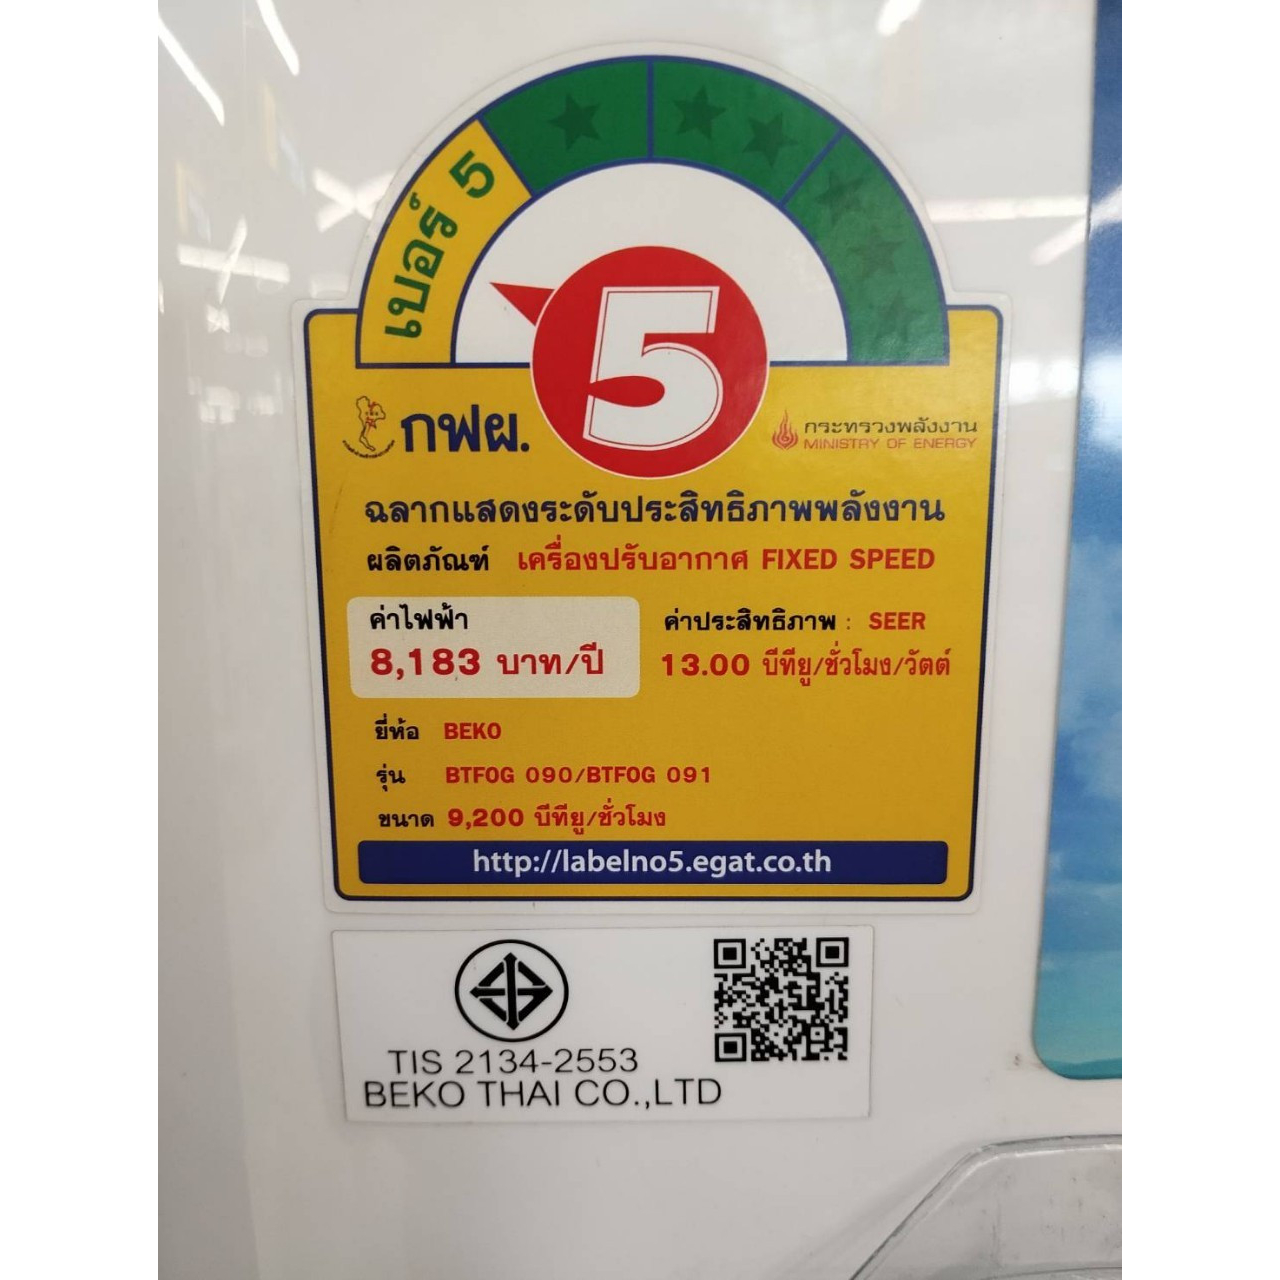 เบอร์ 5
5
กฟผ.
กระทรวงพลังงาน
MINISTRY OF ENERGY
ฉลากแสดงระดับประสิทธิภาพพลังงาน
ผลิตภัณฑ์ เครื่องปรับอากาศ FIXED SPEED
ค่าไฟฟ้า
8,183 บาท/ปี
ค่าประสิทธิภาพ : SEER
13.00 บีทียู/ชั่วโมง/วัตต์
ยี่ห้อ BEKO
รุ่น BTFOG 090/BTFOG 091
ขนาด 9,200 บีทียู/ชั่วโมง
http://labelno5.egat.co.th
TIS 2134-2553
BEKO THAI CO.,LTD